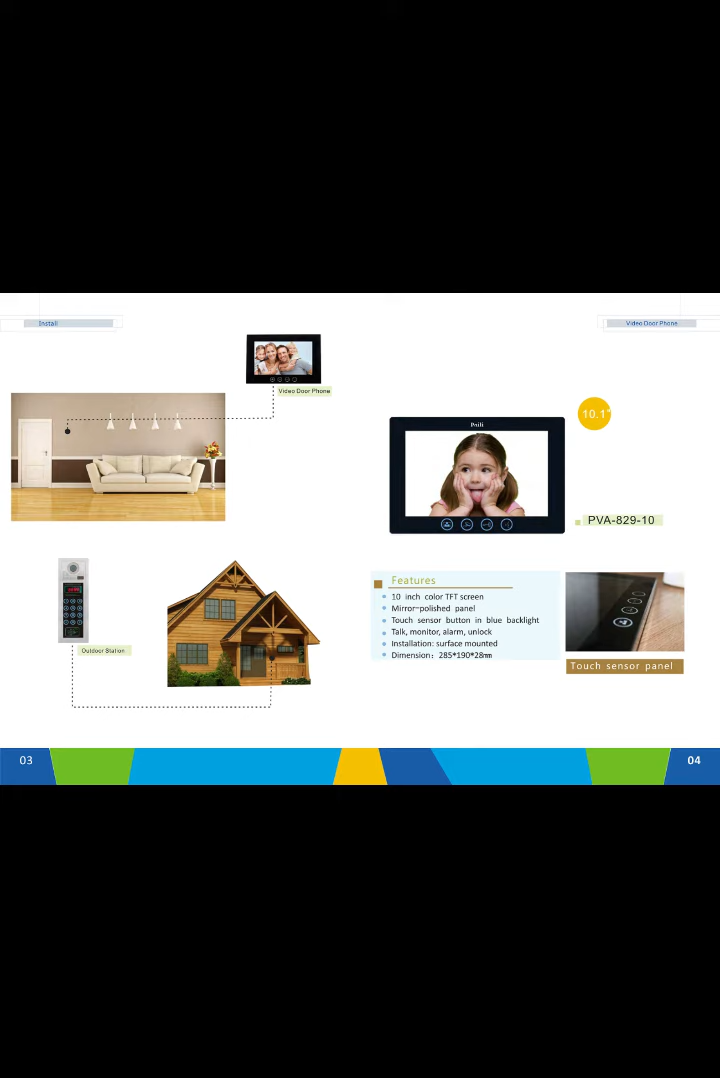 Install
Video Door Phone
Outdoor Station
03
Video Door Phone
10.1"
PVA-829-10
Features
10 inch color TFT screen
Mirror-polished panel
Touch sensor button in blue backlight
Talk, monitor, alarm, unlock
Installation: surface mounted
Dimension: 285*190*28mm
Touch sensor panel
04